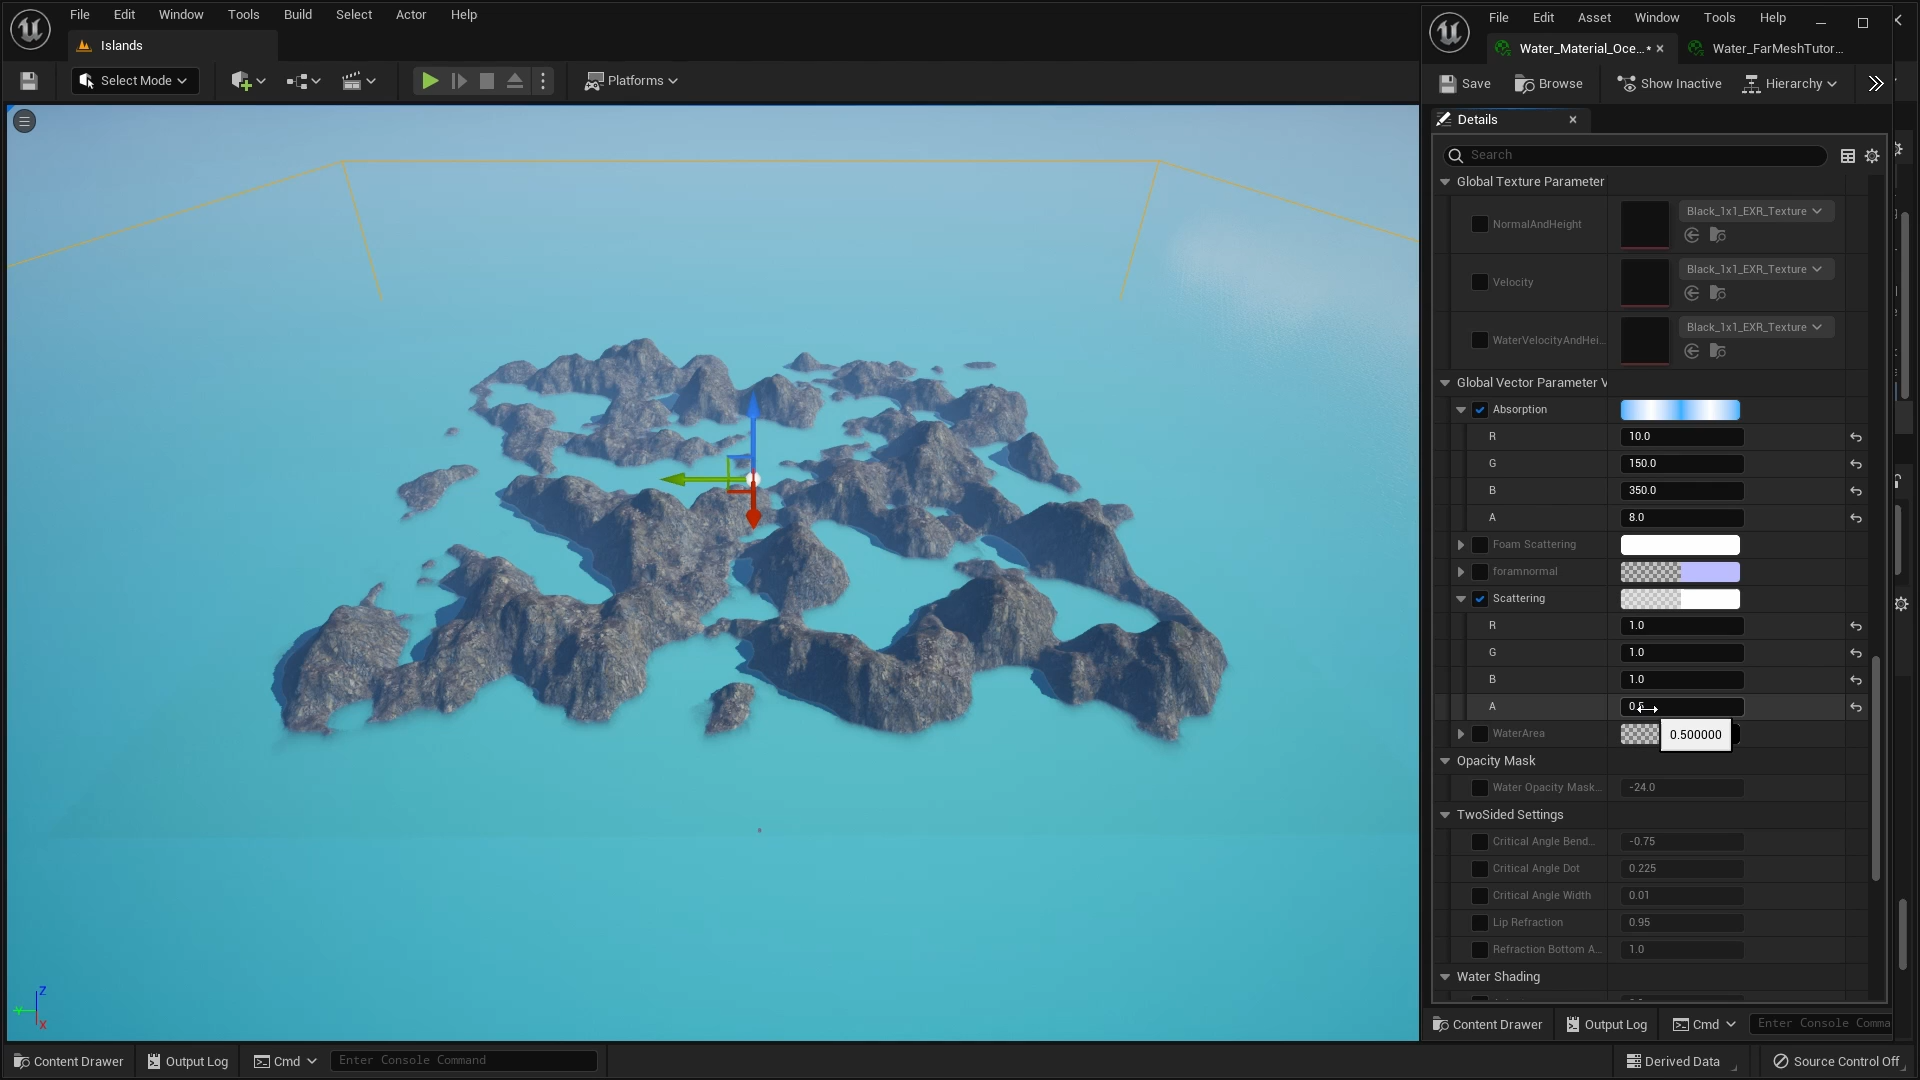 File Edit Window Tools Build Select Actor Help
Islands
Select Mode
Platforms
File Edit Asset Window Tools Help
Water_Material_Oce...* Water_FarMeshTutor...
Save Browse Show Inactive Hierarchy
Details
Search
Global Texture Parameter
NormalAndHeight Black_1x1_EXR_Texture
Velocity Black_1x1_EXR_Texture
WaterVelocityAndHei... Black_1x1_EXR_Texture
Global Vector Parameter V
Absorption
R 10.0
G 150.0
B 350.0
A 8.0
Foam Scattering
foramnormal
Scattering
R 1.0
G 1.0
B 1.0
A 0.5
WaterArea
0.500000
Opacity Mask
Water Opacity Mask... -24.0
TwoSided Settings
Critical Angle Bend... -0.75
Critical Angle Dot 0.225
Critical Angle Width 0.01
Lip Refraction 0.95
Refraction Bottom A... 1.0
Water Shading
Content Drawer Output Log Cmd Enter Console Comma
Z
Y
X
Content Drawer Output Log Cmd Enter Console Command
Derived Data Source Control Off